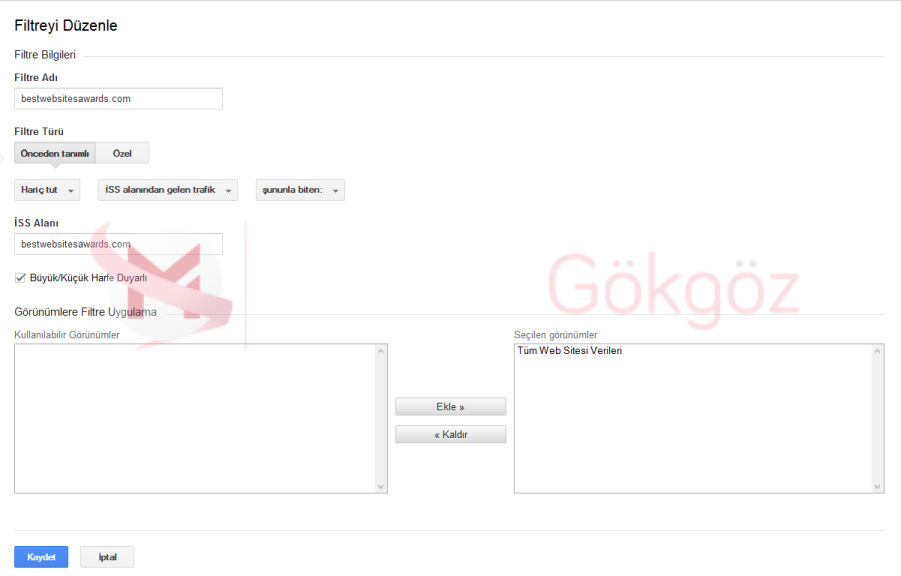 Filtreyi Düzenle
Filtre Bilgileri
Filtre Adı
bestwebsitesawards.com
Filtre Türü
Önceden tanımlı Özel
Hariç tut İSS alanından gelen trafik şununla biten:
İSS Alanı
bestwebsitesawards.com
Büyük/Küçük Harfe Duyarlı
Gökgöz
Görünümlere Filtre Uygulama
Kullanılabilir Görünümler Seçilen görünümler
Tüm Web Sitesi Verileri
Ekle »
« Kaldır
Kaydet İptal